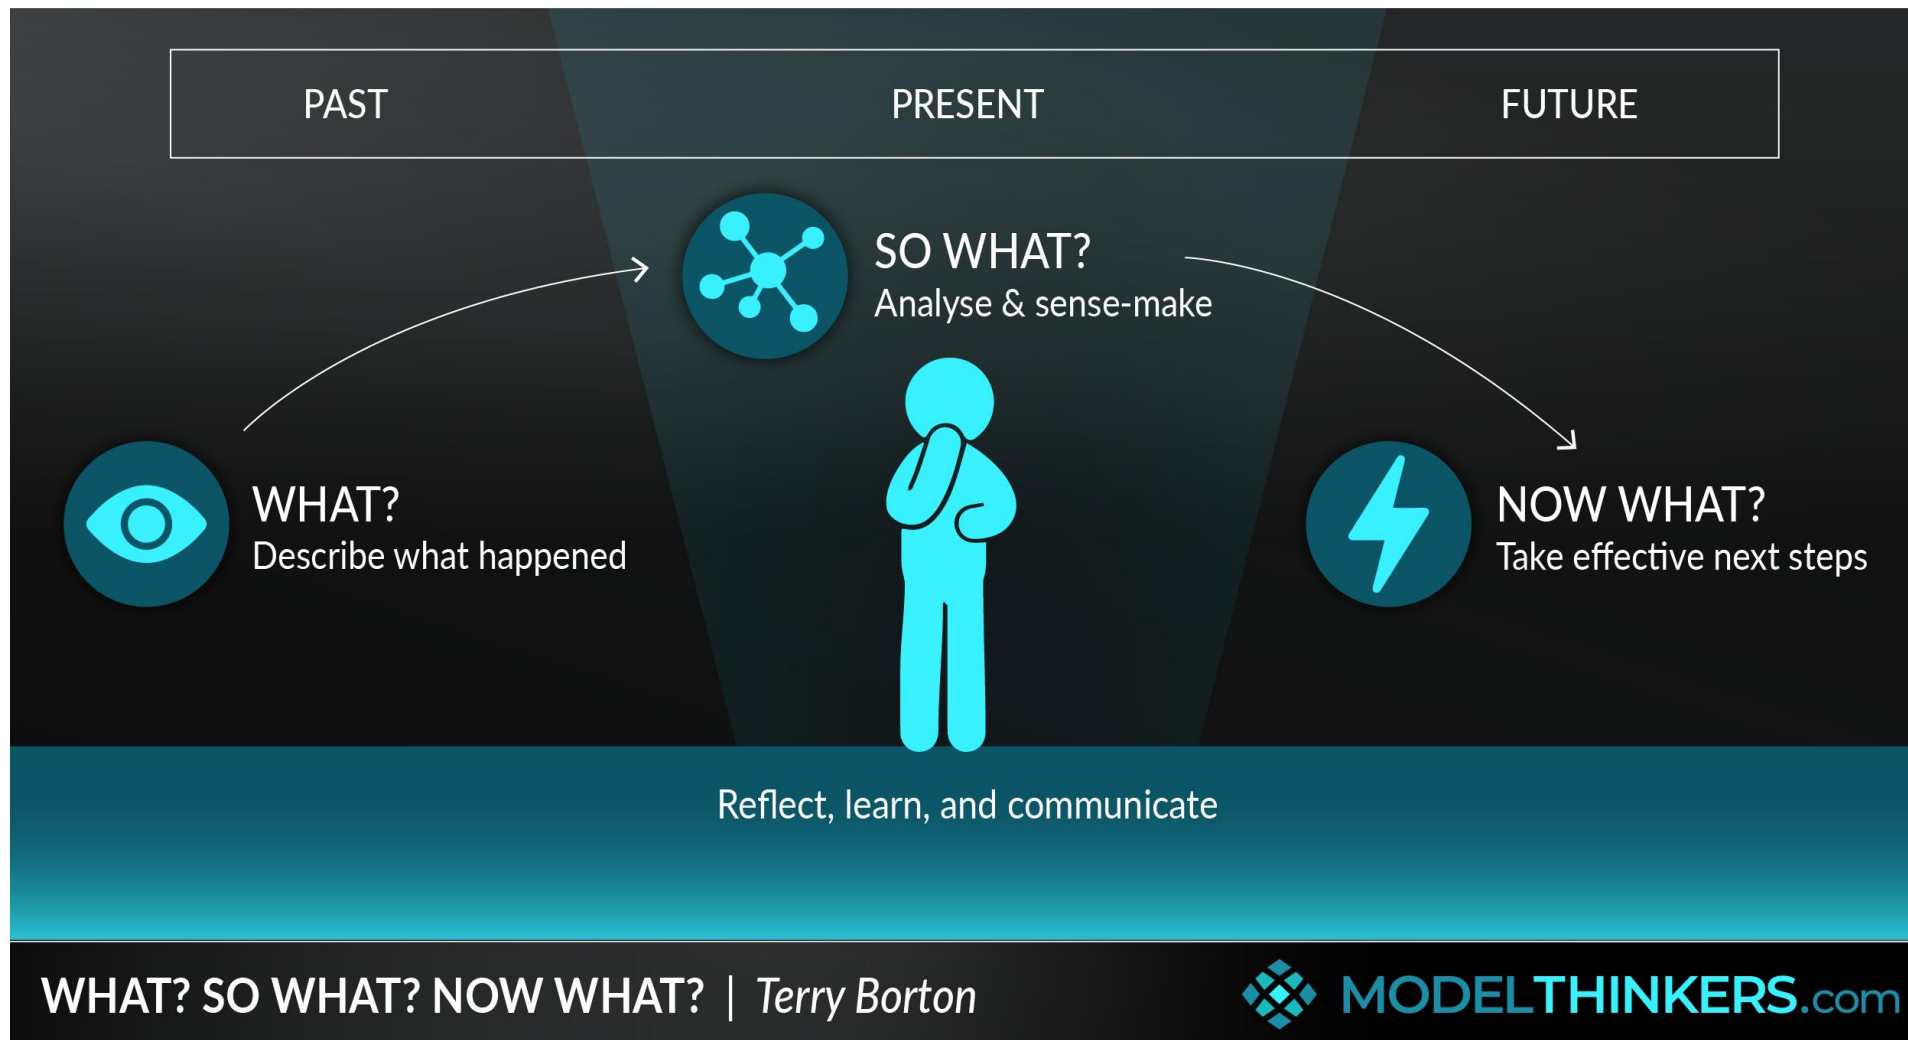 PAST
PRESENT
FUTURE
SO WHAT?
Analyse & sense-make
WHAT?
Describe what happened
NOW WHAT?
Take effective next steps
Reflect, learn, and communicate
WHAT? SO WHAT? NOW WHAT? | Terry Borton
MODELTHINKERS.com